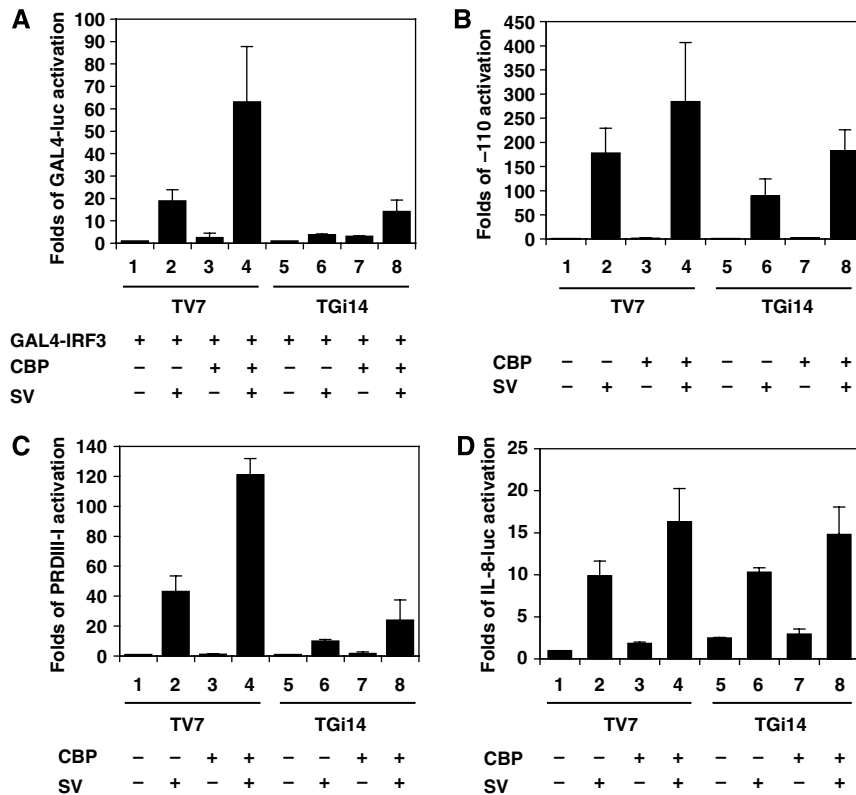 A
Folds of GAL4-luc activation
100
90
80
70
60
50
40
30
20
10
0
1 2 3 4 5 6 7 8
TV7 TGi14
GAL4-IRF3 + + + + + + + +
CBP – – + + – – + +
SV – + – + – + – +
B
Folds of –110 activation
450
400
350
300
250
200
150
100
50
0
1 2 3 4 5 6 7 8
TV7 TGi14
CBP – – + + – – + +
SV – + – + – + – +
C
Folds of PRDIII-I activation
140
120
100
80
60
40
20
0
1 2 3 4 5 6 7 8
TV7 TGi14
CBP – – + + – – + +
SV – + – + – + – +
D
Folds of IL-8-luc activation
25
20
15
10
5
0
1 2 3 4 5 6 7 8
TV7 TGi14
CBP – – + + – – + +
SV – + – + – + – +